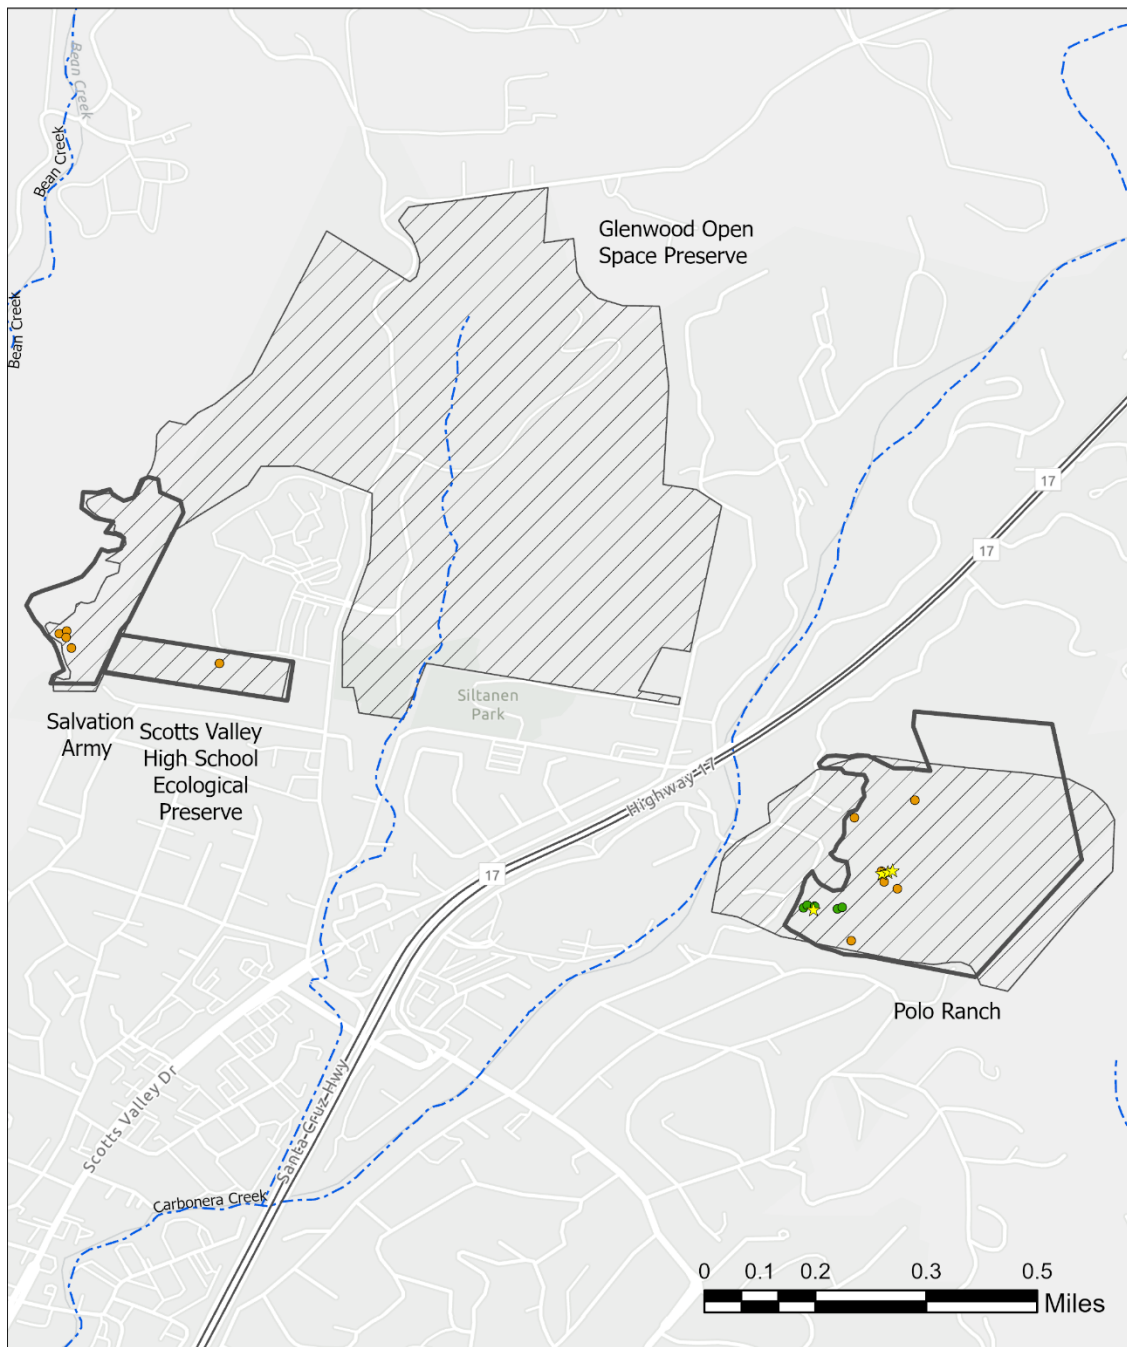 Bean Creek
Bean Creek
Bean Creek
Glenwood Open
Space Preserve
17
17
Siltanen
Park
Salvation
Army
Scotts Valley
High School
Ecological
Preserve
Highway 17
17
Polo Ranch
Scotts Valley Dr
Santa Cruz Hwy
Carbonera Creek
0 0.1 0.2 0.3 0.5
Miles